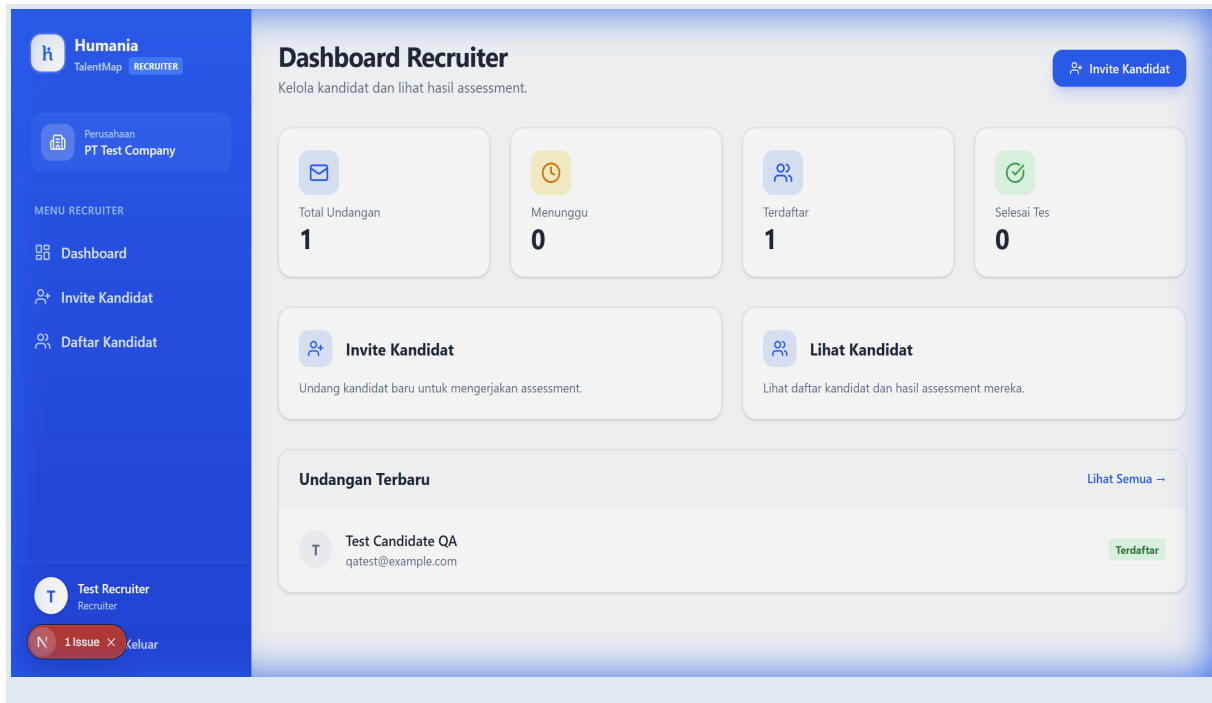 Humania
TalentMap RECRUITER
Perusahaan
PT Test Company
MENU RECRUITER
Dashboard
Invite Kandidat
Daftar Kandidat
Test Recruiter
Recruiter
T
N 1 Issue ×
Keluar
Dashboard Recruiter
Kelola kandidat dan lihat hasil assessment.
Invite Kandidat
Total Undangan
1
Menunggu
0
Terdaftar
1
Selesai Tes
0
Invite Kandidat
Undang kandidat baru untuk mengerjakan assessment.
Lihat Kandidat
Lihat daftar kandidat dan hasil assessment mereka.
Undangan Terbaru
Lihat Semua →
T
Test Candidate QA
qatest@example.com
Terdaftar